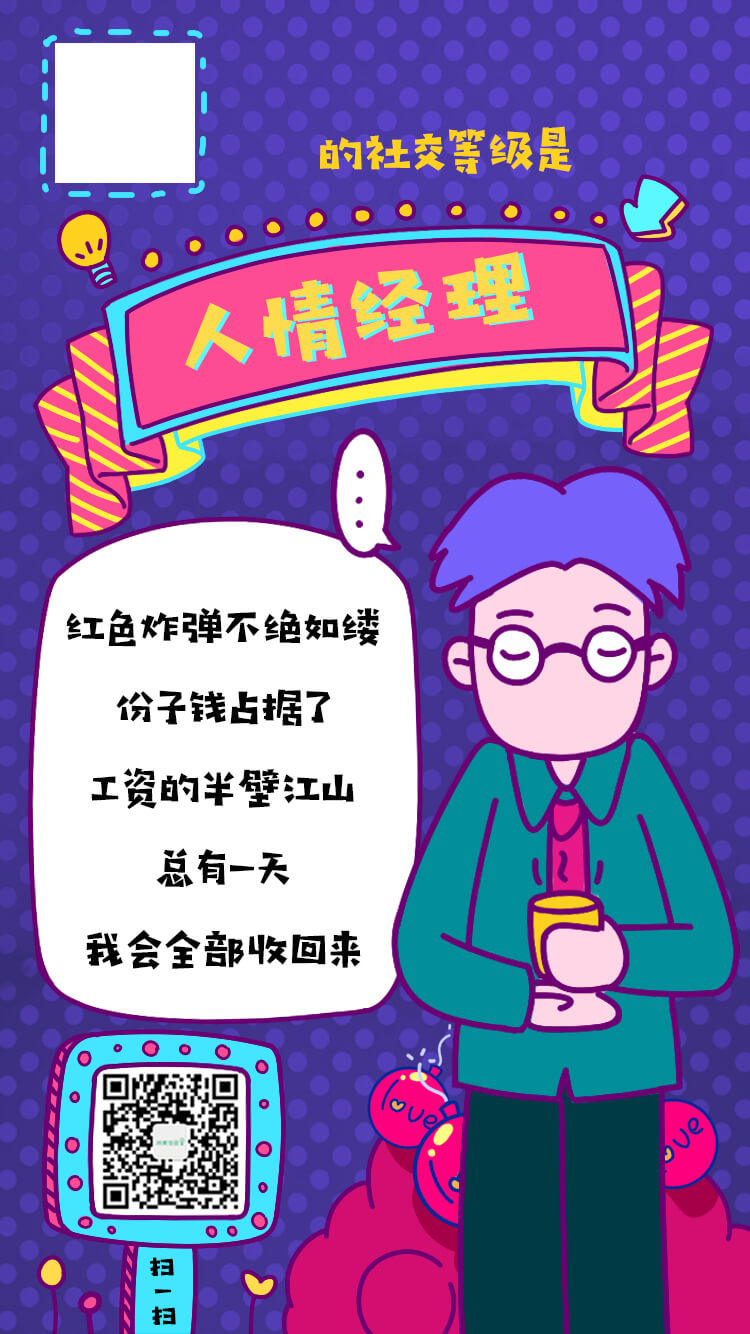 的社交等级是
人情经理
红色炸弹不绝如缕
份子钱占据了
工资的半壁江山
总有一天
我会全部收回来
love
ove
扫一扫